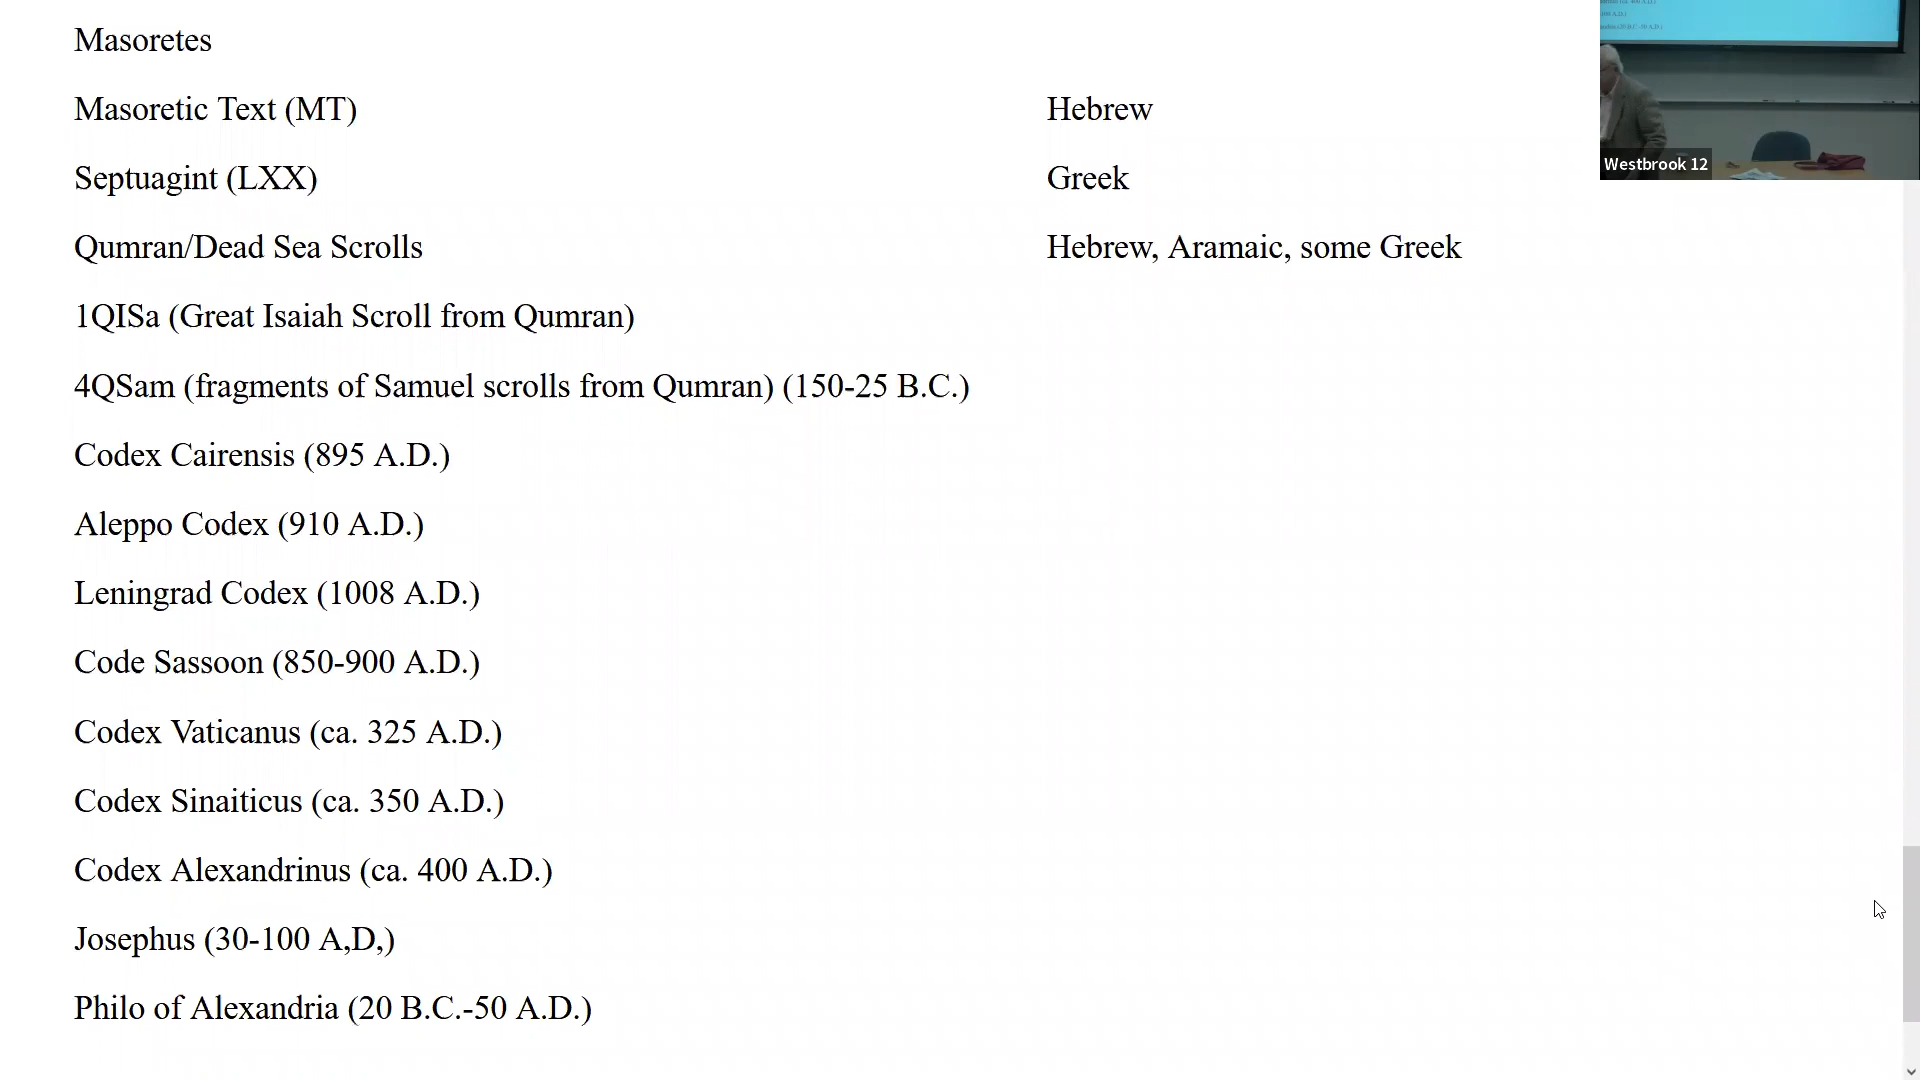 Masoretes
Masoretic Text (MT) Hebrew
Septuagint (LXX) Greek
Qumran/Dead Sea Scrolls Hebrew, Aramaic, some Greek
1QISa (Great Isaiah Scroll from Qumran)
4QSam (fragments of Samuel scrolls from Qumran) (150-25 B.C.)
Codex Cairensis (895 A.D.)
Aleppo Codex (910 A.D.)
Leningrad Codex (1008 A.D.)
Code Sassoon (850-900 A.D.)
Codex Vaticanus (ca. 325 A.D.)
Codex Sinaiticus (ca. 350 A.D.)
Codex Alexandrinus (ca. 400 A.D.)
Josephus (30-100 A,D,)
Philo of Alexandria (20 B.C.-50 A.D.)
Westbrook 12